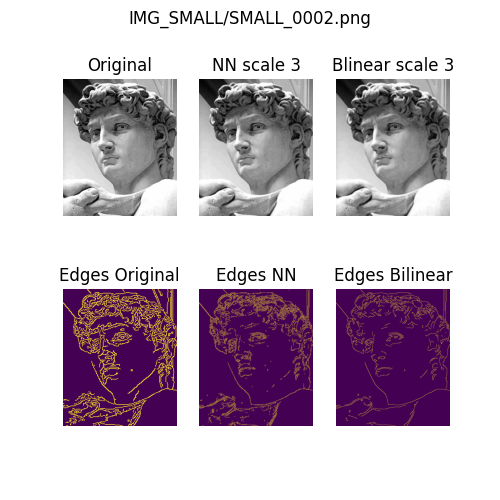 IMG_SMALL/SMALL_0002.png
Original
NN scale 3
Blinear scale 3
Edges Original
Edges NN
Edges Bilinear